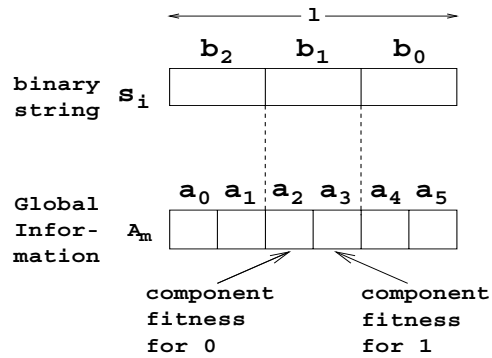 l
b2 b1 b0
binary
string
si
a0 a1 a2 a3 a4 a5
Global
Infor-
mation
Am
component
fitness
for 0
component
fitness
for 1